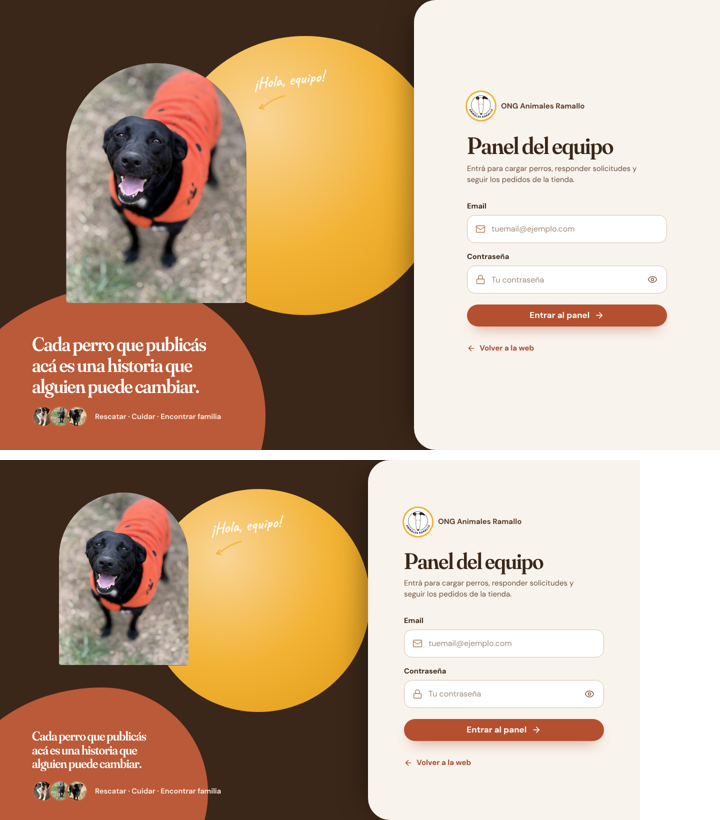 ¡Hola, equipo!
Cada perro que publicás
acá es una historia que
alguien puede cambiar.
Rescatar · Cuidar · Encontrar familia
ONG Animales Ramallo
Panel del equipo
Entrá para cargar perros, responder solicitudes y
seguir los pedidos de la tienda.
Email
tuemail@ejemplo.com
Contraseña
Tu contraseña
Entrar al panel →
← Volver a la web
¡Hola, equipo!
Cada perro que publicás
acá es una historia que
alguien puede cambiar.
Rescatar · Cuidar · Encontrar familia
ONG Animales Ramallo
Panel del equipo
Entrá para cargar perros, responder solicitudes y
seguir los pedidos de la tienda.
Email
tuemail@ejemplo.com
Contraseña
Tu contraseña
Entrar al panel →
← Volver a la web